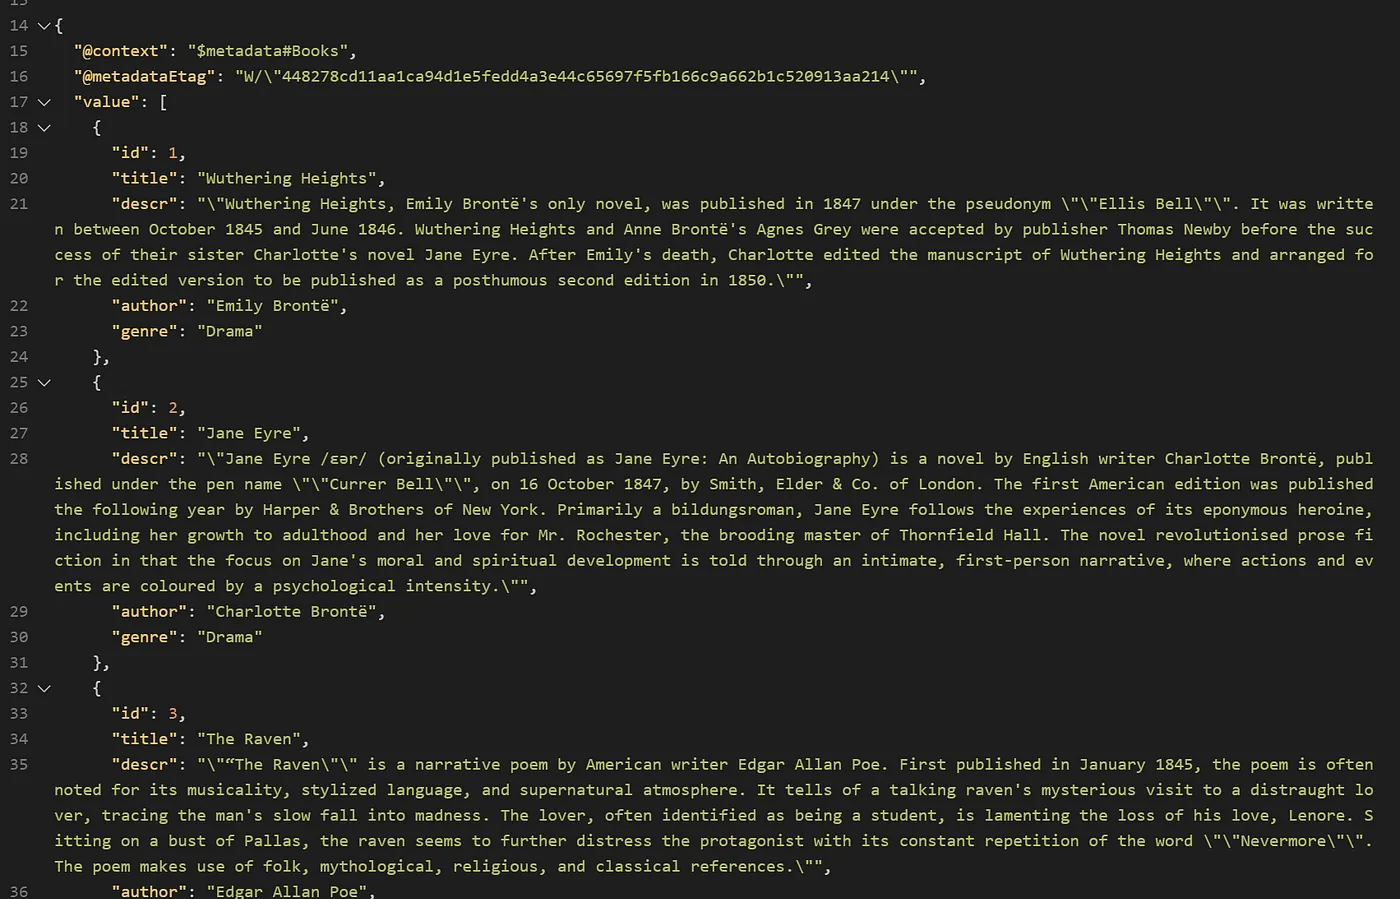 14 {
15 "@context": "$metadata#Books",
16 "@metadataEtag": "W/\"448278cd11aa1ca94d1e5fedd4a3e44c65697f5fb166c9a662b1c520913aa214\"",
17 "value": [
18 {
19 "id": 1,
20 "title": "Wuthering Heights",
21 "descr": "\"Wuthering Heights, Emily Brontë's only novel, was published in 1847 under the pseudonym \"\"Ellis Bell\"\". It was writte
n between October 1845 and June 1846. Wuthering Heights and Anne Brontë's Agnes Grey were accepted by publisher Thomas Newby before the suc
cess of their sister Charlotte's novel Jane Eyre. After Emily's death, Charlotte edited the manuscript of Wuthering Heights and arranged fo
r the edited version to be published as a posthumous second edition in 1850.\"",
22 "author": "Emily Brontë",
23 "genre": "Drama"
24 },
25 {
26 "id": 2,
27 "title": "Jane Eyre",
28 "descr": "\"Jane Eyre /ɛər/ (originally published as Jane Eyre: An Autobiography) is a novel by English writer Charlotte Brontë, publ
ished under the pen name \"\"Currer Bell\"\", on 16 October 1847, by Smith, Elder & Co. of London. The first American edition was published
the following year by Harper & Brothers of New York. Primarily a bildungsroman, Jane Eyre follows the experiences of its eponymous heroine,
including her growth to adulthood and her love for Mr. Rochester, the brooding master of Thornfield Hall. The novel revolutionised prose fi
ction in that the focus on Jane's moral and spiritual development is told through an intimate, first-person narrative, where actions and ev
ents are coloured by a psychological intensity.\"",
29 "author": "Charlotte Brontë",
30 "genre": "Drama"
31 },
32 {
33 "id": 3,
34 "title": "The Raven",
35 "descr": "\"“The Raven\"\" is a narrative poem by American writer Edgar Allan Poe. First published in January 1845, the poem is often
noted for its musicality, stylized language, and supernatural atmosphere. It tells of a talking raven's mysterious visit to a distraught lo
ver, tracing the man's slow fall into madness. The lover, often identified as being a student, is lamenting the loss of his love, Lenore. S
itting on a bust of Pallas, the raven seems to further distress the protagonist with its constant repetition of the word \"\"Nevermore\"\".
The poem makes use of folk, mythological, religious, and classical references.\"",
36 "author": "Edgar Allan Poe",